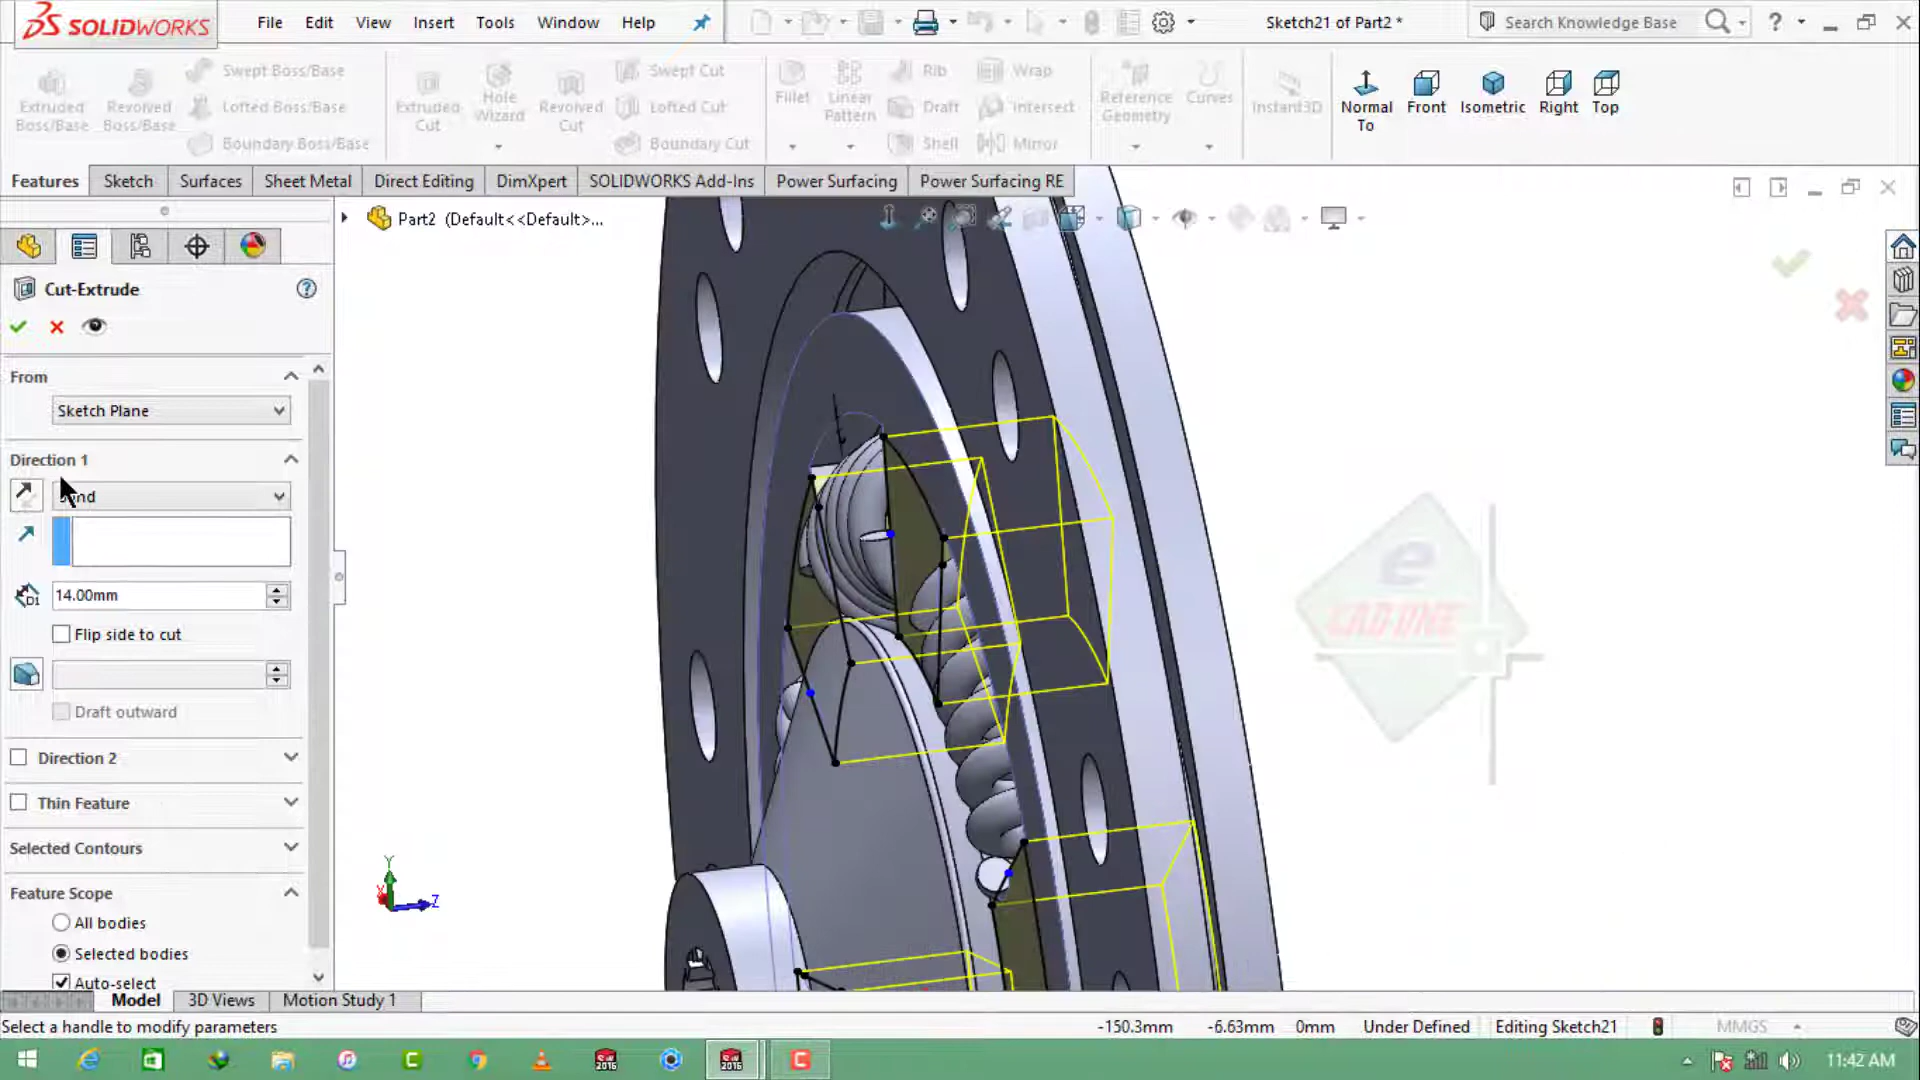 SOLIDWORKS File Edit View Insert Tools Window Help Sketch21 of Part2 * Search Knowledge Base ?
Extruded Boss/Base
Revolved Boss/Base
Swept Boss/Base
Lofted Boss/Base
Boundary Boss/Base
Extruded Cut
Hole Wizard
Revolved Cut
Swept Cut
Lofted Cut
Boundary Cut
Fillet
Linear Pattern
Rib
Draft
Shell
Wrap
Intersect
Mirror
Reference Geometry
Curves
Instant3D
Normal To
Front
Isometric
Right
Top
Features Sketch Surfaces Sheet Metal Direct Editing DimXpert SOLIDWORKS Add-Ins Power Surfacing Power Surfacing RE
Part2 (Default<<Default>...
Cut-Extrude
From
Sketch Plane
Direction 1
D1
14.00mm
Flip side to cut
Draft outward
Direction 2
Thin Feature
Selected Contours
Feature Scope
All bodies
Selected bodies
Auto-select
Y
X
Z
e
CAD-ONE
Model 3D Views Motion Study 1
Select a handle to modify parameters -150.3mm -6.63mm 0mm Under Defined Editing Sketch21 MMGS
11:42 AM